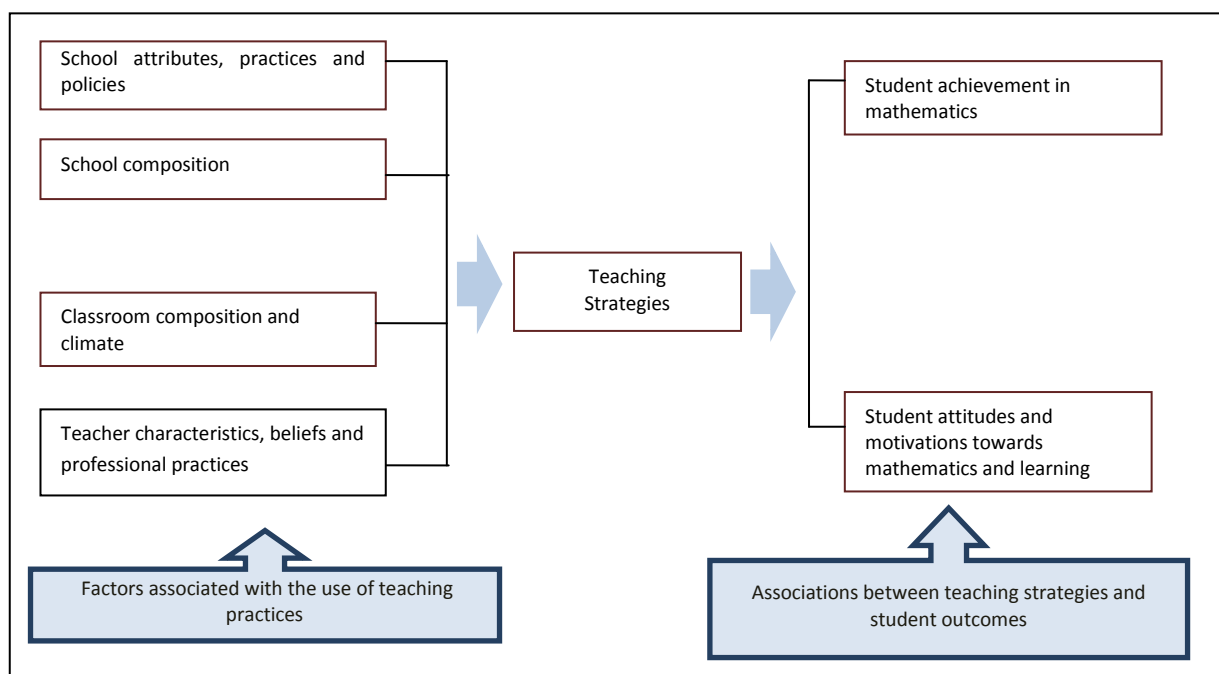 School attributes, practices and
policies
School composition
Classroom composition and
climate
Teacher characteristics, beliefs and
professional practices
Factors associated with the use of teaching
practices
Teaching
Strategies
Student achievement in
mathematics
Student attitudes and
motivations towards
mathematics and learning
Associations between teaching strategies and
student outcomes